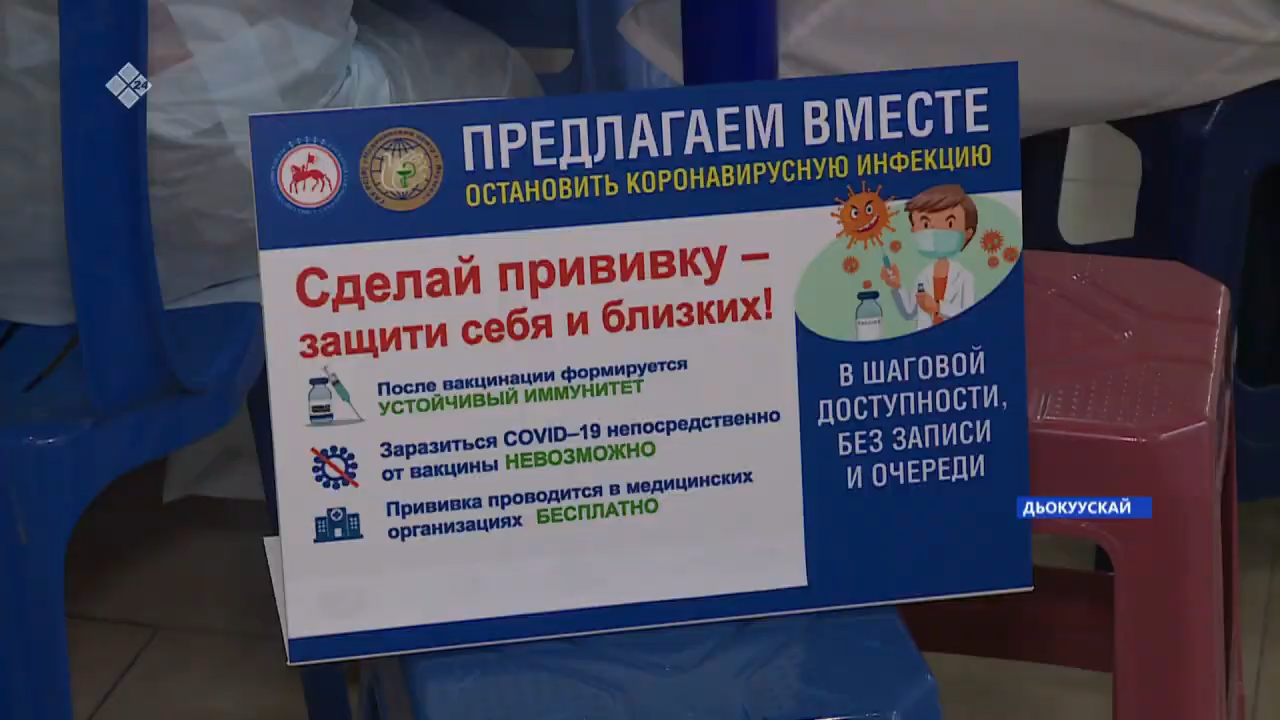 24
ПРЕДЛАГАЕМ ВМЕСТЕ
ОСТАНОВИТЬ КОРОНАВИРУСНУЮ ИНФЕКЦИЮ
Сделай прививку –
защити себя и близких!
После вакцинации формируется
УСТОЙЧИВЫЙ ИММУНИТЕТ
Заразиться COVID–19 непосредственно
от вакцины НЕВОЗМОЖНО
Прививка проводится в медицинских
организациях БЕСПЛАТНО
В ШАГОВОЙ
ДОСТУПНОСТИ,
БЕЗ ЗАПИСИ
И ОЧЕРЕДИ
ДЬОКУУСКАЙ